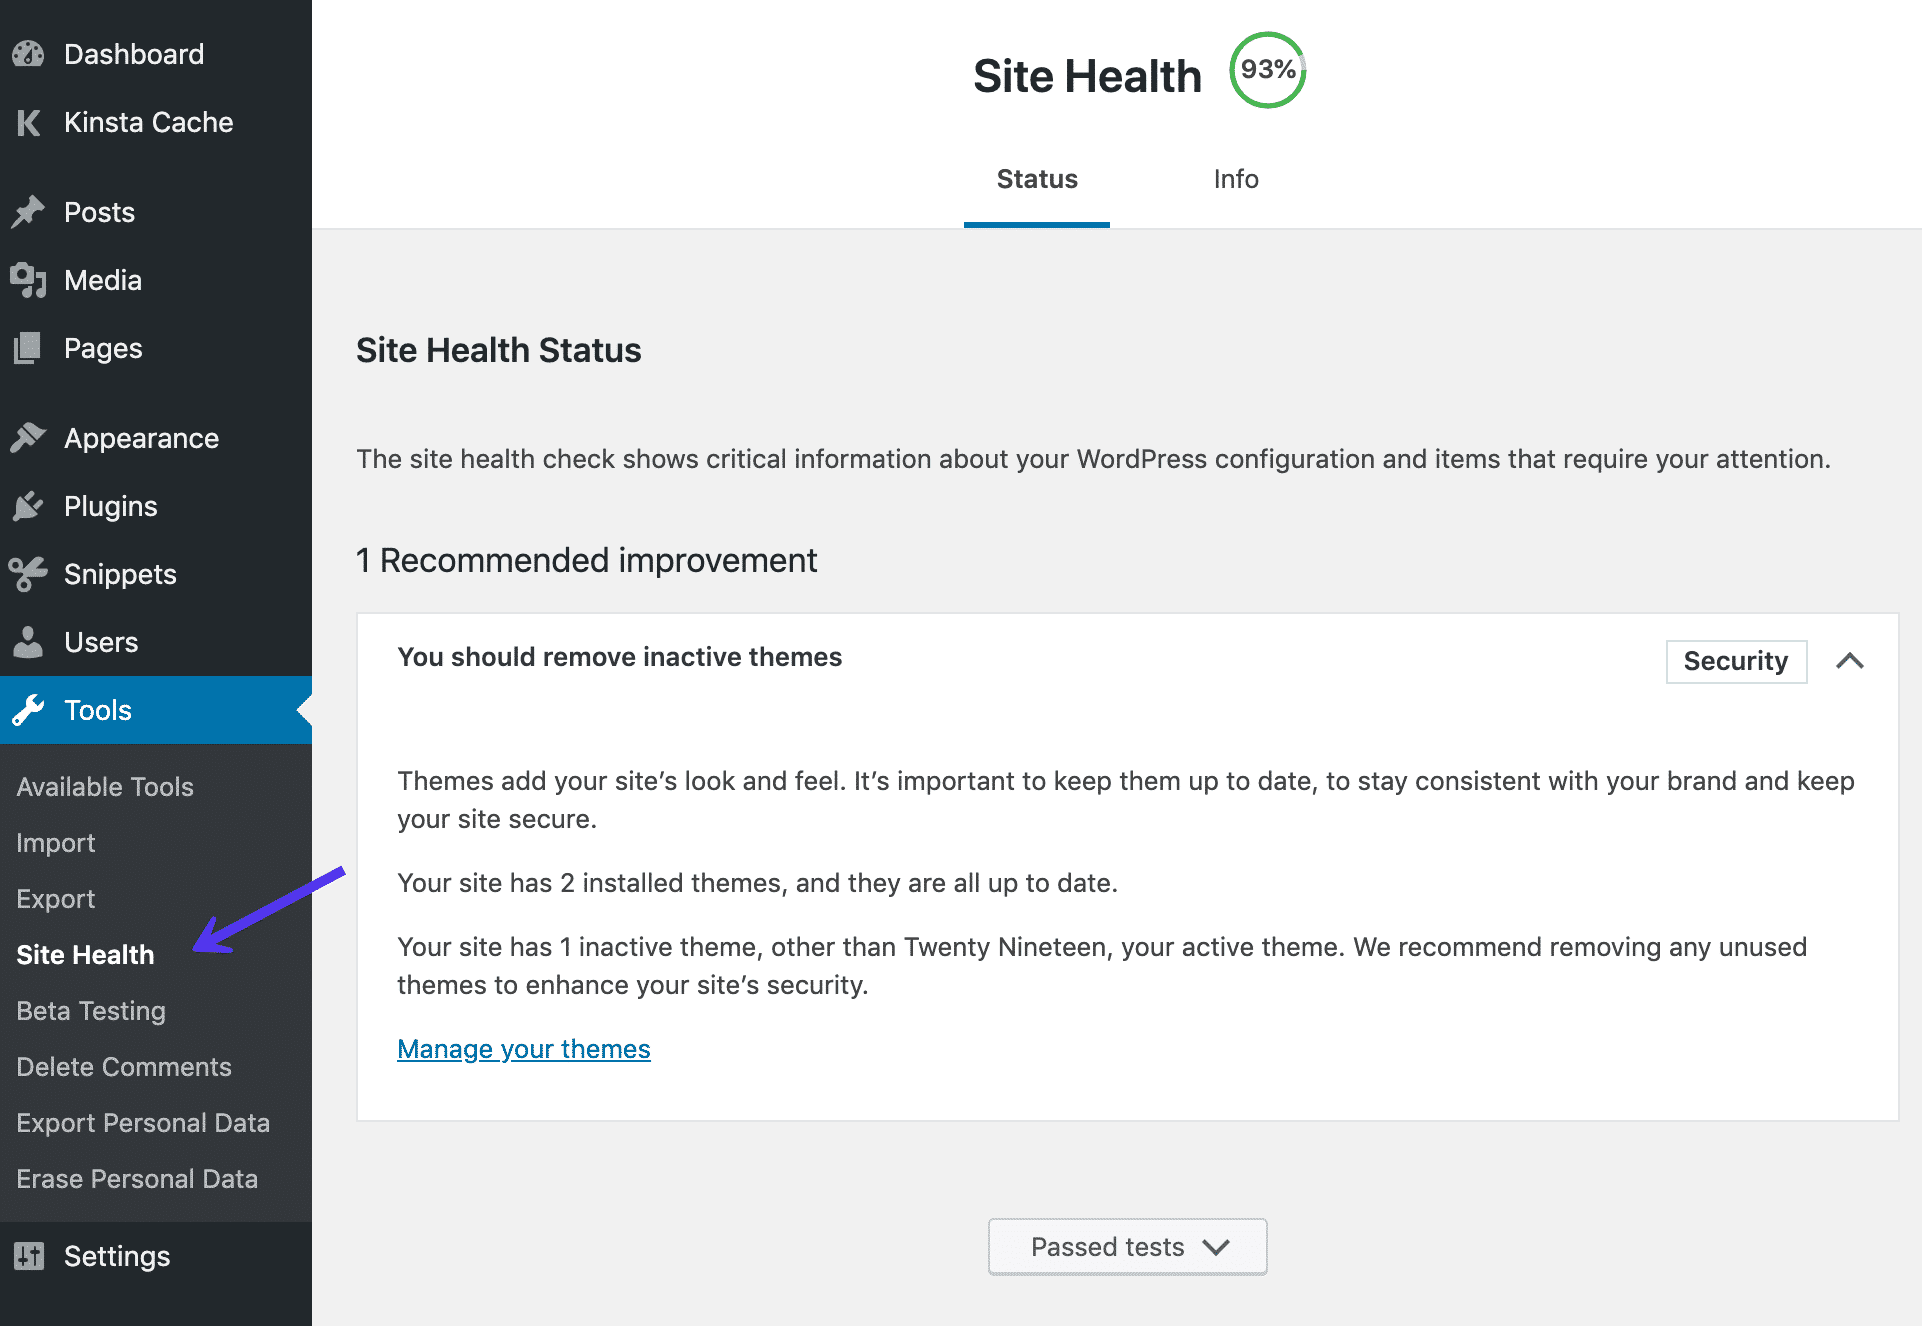 Dashboard
Kinsta Cache
Posts
Media
Pages
Appearance
Plugins
Snippets
Users
Tools
Available Tools
Import
Export
Site Health
Beta Testing
Delete Comments
Export Personal Data
Erase Personal Data
Settings
Site Health 93%
Status Info
Site Health Status
The site health check shows critical information about your WordPress configuration and items that require your attention.
1 Recommended improvement
You should remove inactive themes Security
Themes add your site’s look and feel. It’s important to keep them up to date, to stay consistent with your brand and keep
your site secure.
Your site has 2 installed themes, and they are all up to date.
Your site has 1 inactive theme, other than Twenty Nineteen, your active theme. We recommend removing any unused
themes to enhance your site’s security.
Manage your themes
Passed tests